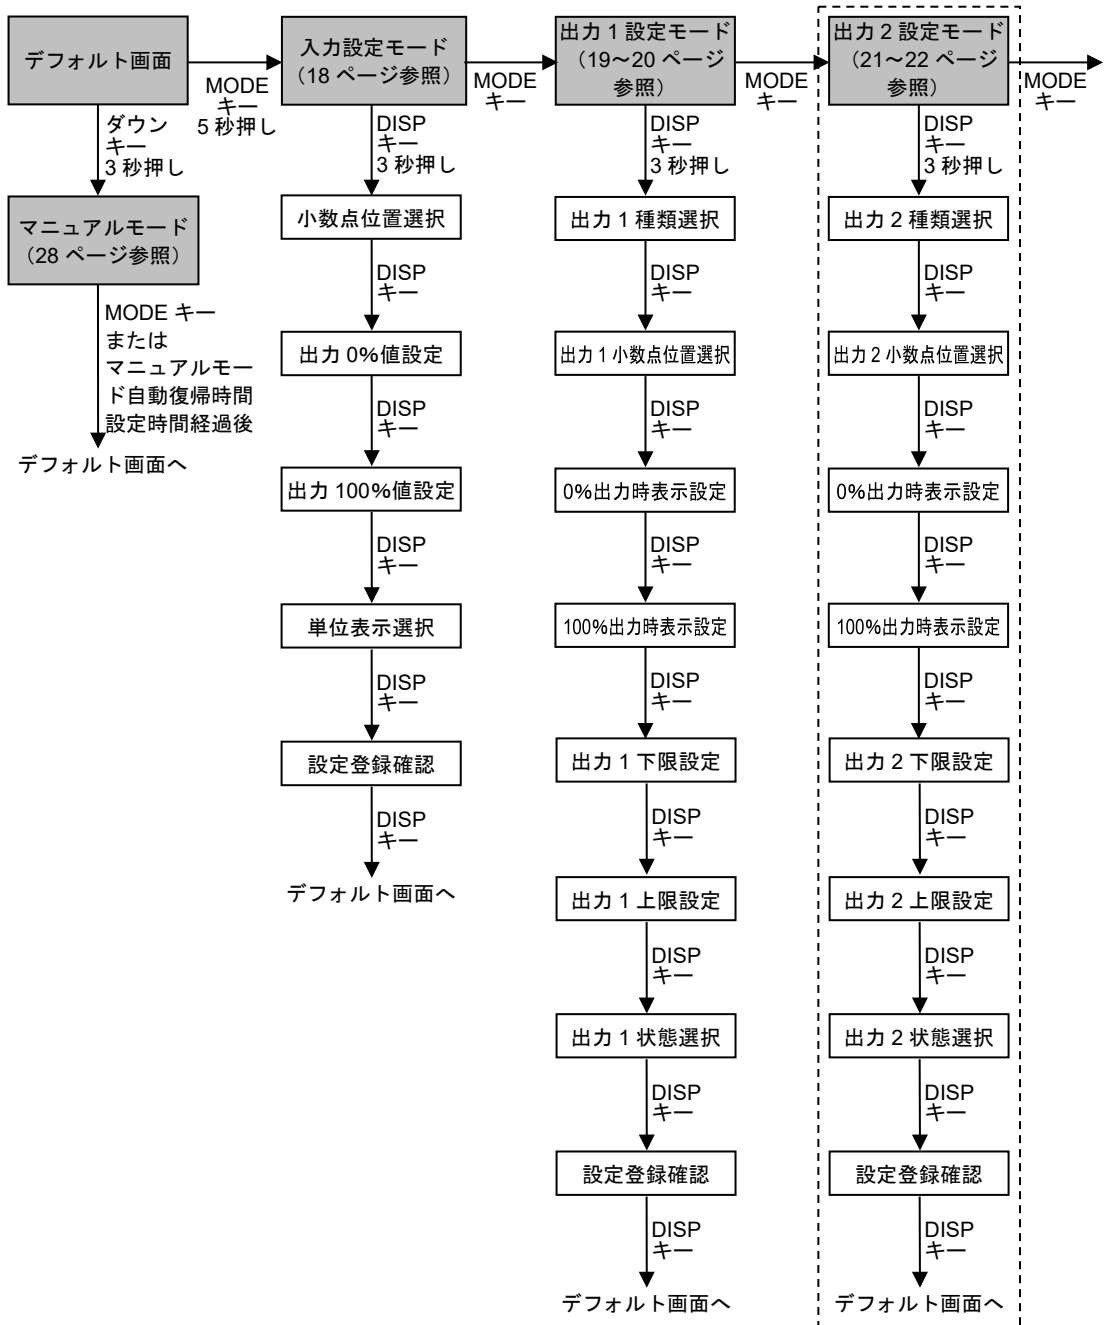 デフォルト画面
MODE
キー
5 秒押し
入力設定モード
（18 ページ参照）
MODE
キー
出力 1 設定モード
（19～20 ページ
参照）
MODE
キー
出力 2 設定モード
（21～22 ページ
参照）
MODE
キー
ダウン
キー
3 秒押し
マニュアルモード
（28 ページ参照）
MODE キー
または
マニュアルモー
ド自動復帰時間
設定時間経過後
デフォルト画面へ
DISP
キー
3 秒押し
小数点位置選択
DISP
キー
出力 0%値設定
DISP
キー
出力 100%値設定
DISP
キー
単位表示選択
DISP
キー
設定登録確認
DISP
キー
デフォルト画面へ
DISP
キー
3 秒押し
出力 1 種類選択
DISP
キー
出力 1 小数点位置選択
DISP
キー
0%出力時表示設定
DISP
キー
100%出力時表示設定
DISP
キー
出力 1 下限設定
DISP
キー
出力 1 上限設定
DISP
キー
出力 1 状態選択
DISP
キー
設定登録確認
DISP
キー
デフォルト画面へ
DISP
キー
3 秒押し
出力 2 種類選択
DISP
キー
出力 2 小数点位置選択
DISP
キー
0%出力時表示設定
DISP
キー
100%出力時表示設定
DISP
キー
出力 2 下限設定
DISP
キー
出力 2 上限設定
DISP
キー
出力 2 状態選択
DISP
キー
設定登録確認
DISP
キー
デフォルト画面へ